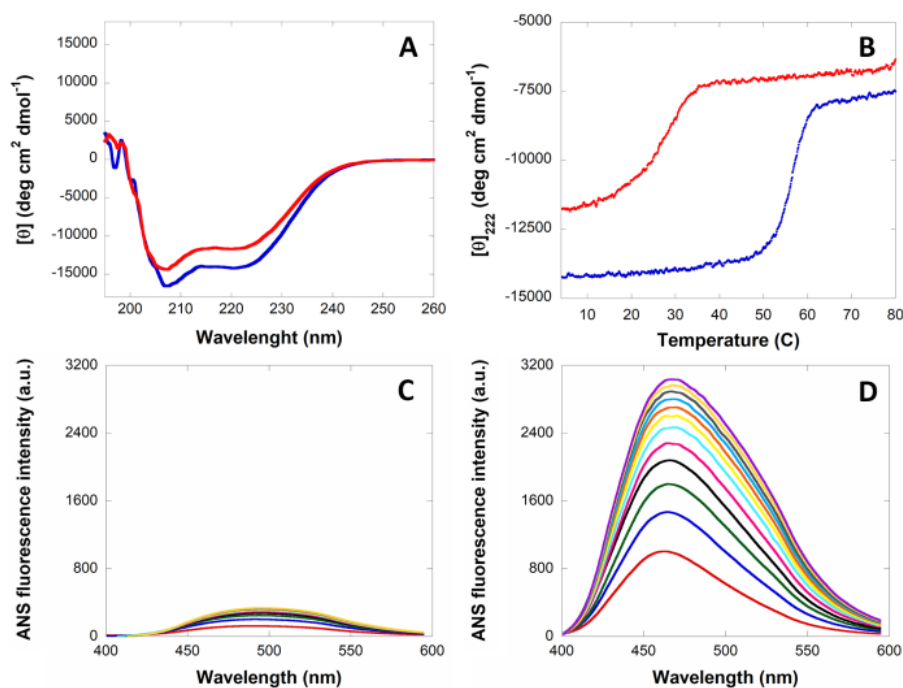 A
[θ] (deg cm² dmol⁻¹)
15000
10000
5000
0
-5000
-10000
-15000
200 210 220 230 240 250 260
Wavelenght (nm)
B
[θ]₂₂₂ (deg cm² dmol⁻¹)
-5000
-7500
-10000
-12500
-15000
10 20 30 40 50 60 70 80
Temperature (C)
C
ANS fluorescence intensity (a.u.)
3200
2400
1600
800
0
400 450 500 550 600
Wavelength (nm)
D
ANS fluorescence intensity (a.u.)
3200
2400
1600
800
0
400 450 500 550 600
Wavelength (nm)